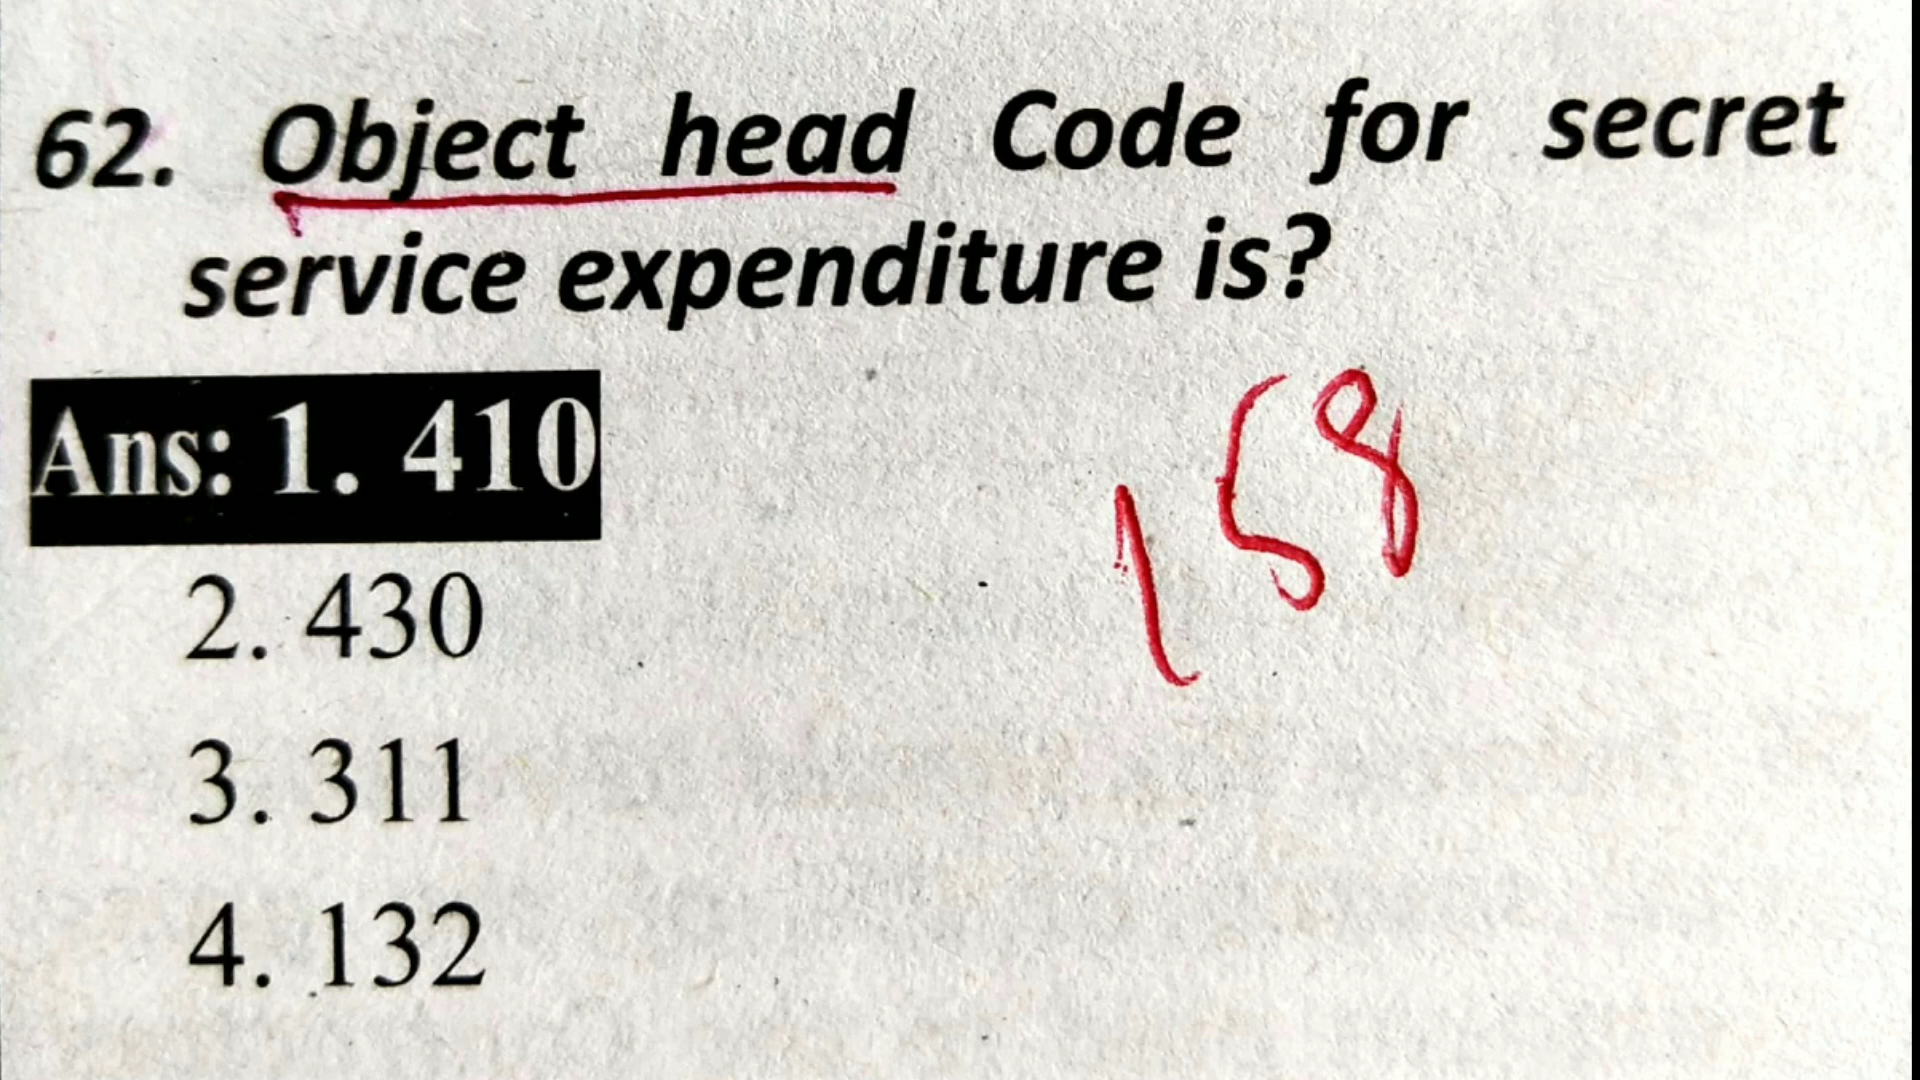 62. Object head Code for secret
service expenditure is?
Ans: 1. 410
158
2. 430
3. 311
4. 132